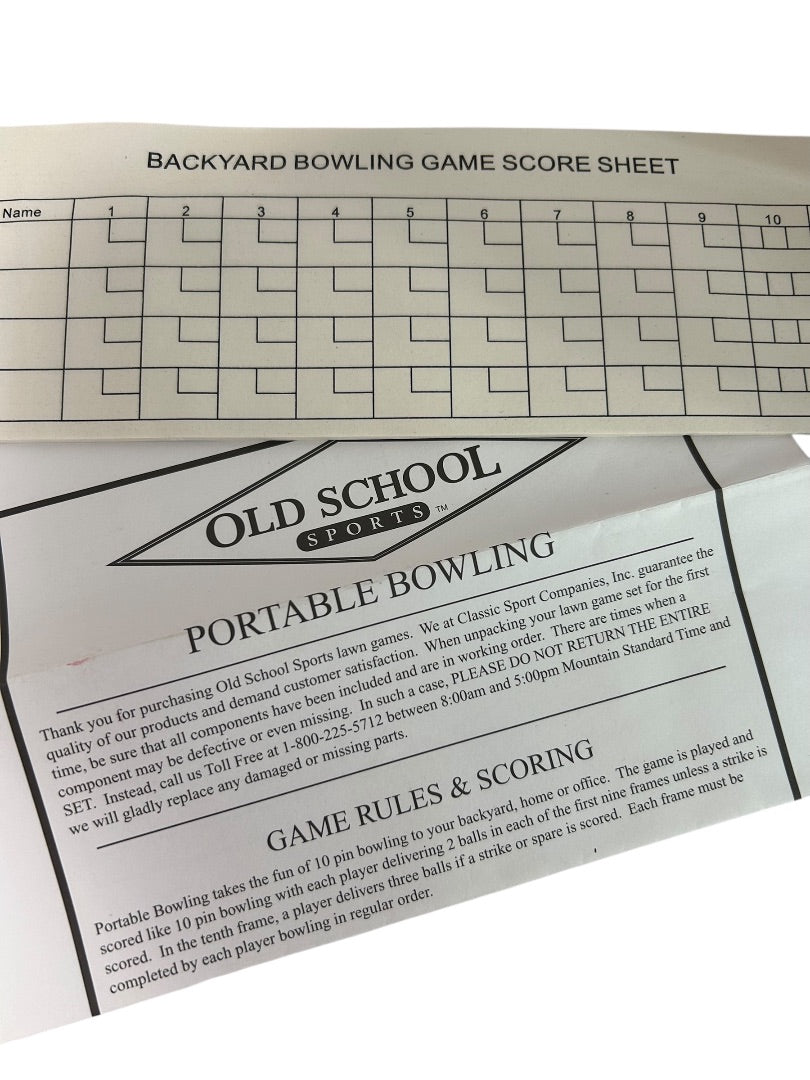 BACKYARD BOWLING GAME SCORE SHEET
Name 1 2 3 4 5 6 7 8 9 10
OLD SCHOOL
SPORTS™
PORTABLE BOWLING
Thank you for purchasing Old School Sports lawn games. We at Classic Sport Companies, Inc. guarantee the
quality of our products and demand customer satisfaction. When unpacking your lawn game set for the first
time, be sure that all components have been included and are in working order. There are times when a
component may be defective or even missing. In such a case, PLEASE DO NOT RETURN THE ENTIRE
SET. Instead, call us Toll Free at 1-800-225-5712 between 8:00am and 5:00pm Mountain Standard Time and
we will gladly replace any damaged or missing parts.
GAME RULES & SCORING
Portable Bowling takes the fun of 10 pin bowling to your backyard, home or office. The game is played and
scored like 10 pin bowling with each player delivering 2 balls in each of the first nine frames unless a strike is
scored. In the tenth frame, a player delivers three balls if a strike or spare is scored. Each frame must be
completed by each player bowling in regular order.